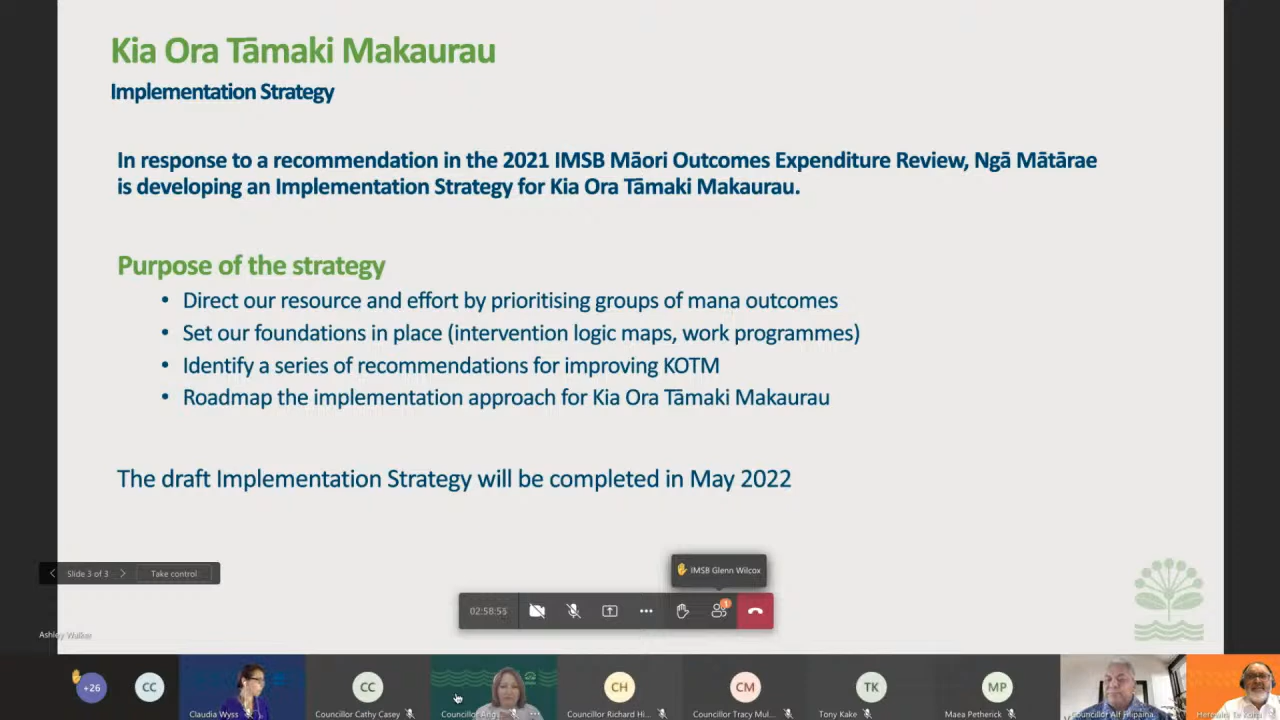 Kia Ora Tāmaki Makaurau
Implementation Strategy
In response to a recommendation in the 2021 IMSB Māori Outcomes Expenditure Review, Ngā Mātārae
is developing an Implementation Strategy for Kia Ora Tāmaki Makaurau.
Purpose of the strategy
• Direct our resource and effort by prioritising groups of mana outcomes
• Set our foundations in place (intervention logic maps, work programmes)
• Identify a series of recommendations for improving KOTM
• Roadmap the implementation approach for Kia Ora Tāmaki Makaurau
The draft Implementation Strategy will be completed in May 2022
Slide 3 of 3 Take control
IMSB Glenn Wilcox
02:58:55
Ashley Walker
+26
CC
Claudia Wyss
CC
Councillor Cathy Casey
Councillor
CH
Councillor Richard Hi...
CM
Councillor Tracy Mul...
TK
Tony Kake
MP
Maea Petherick
Councillor Alf Filipaina